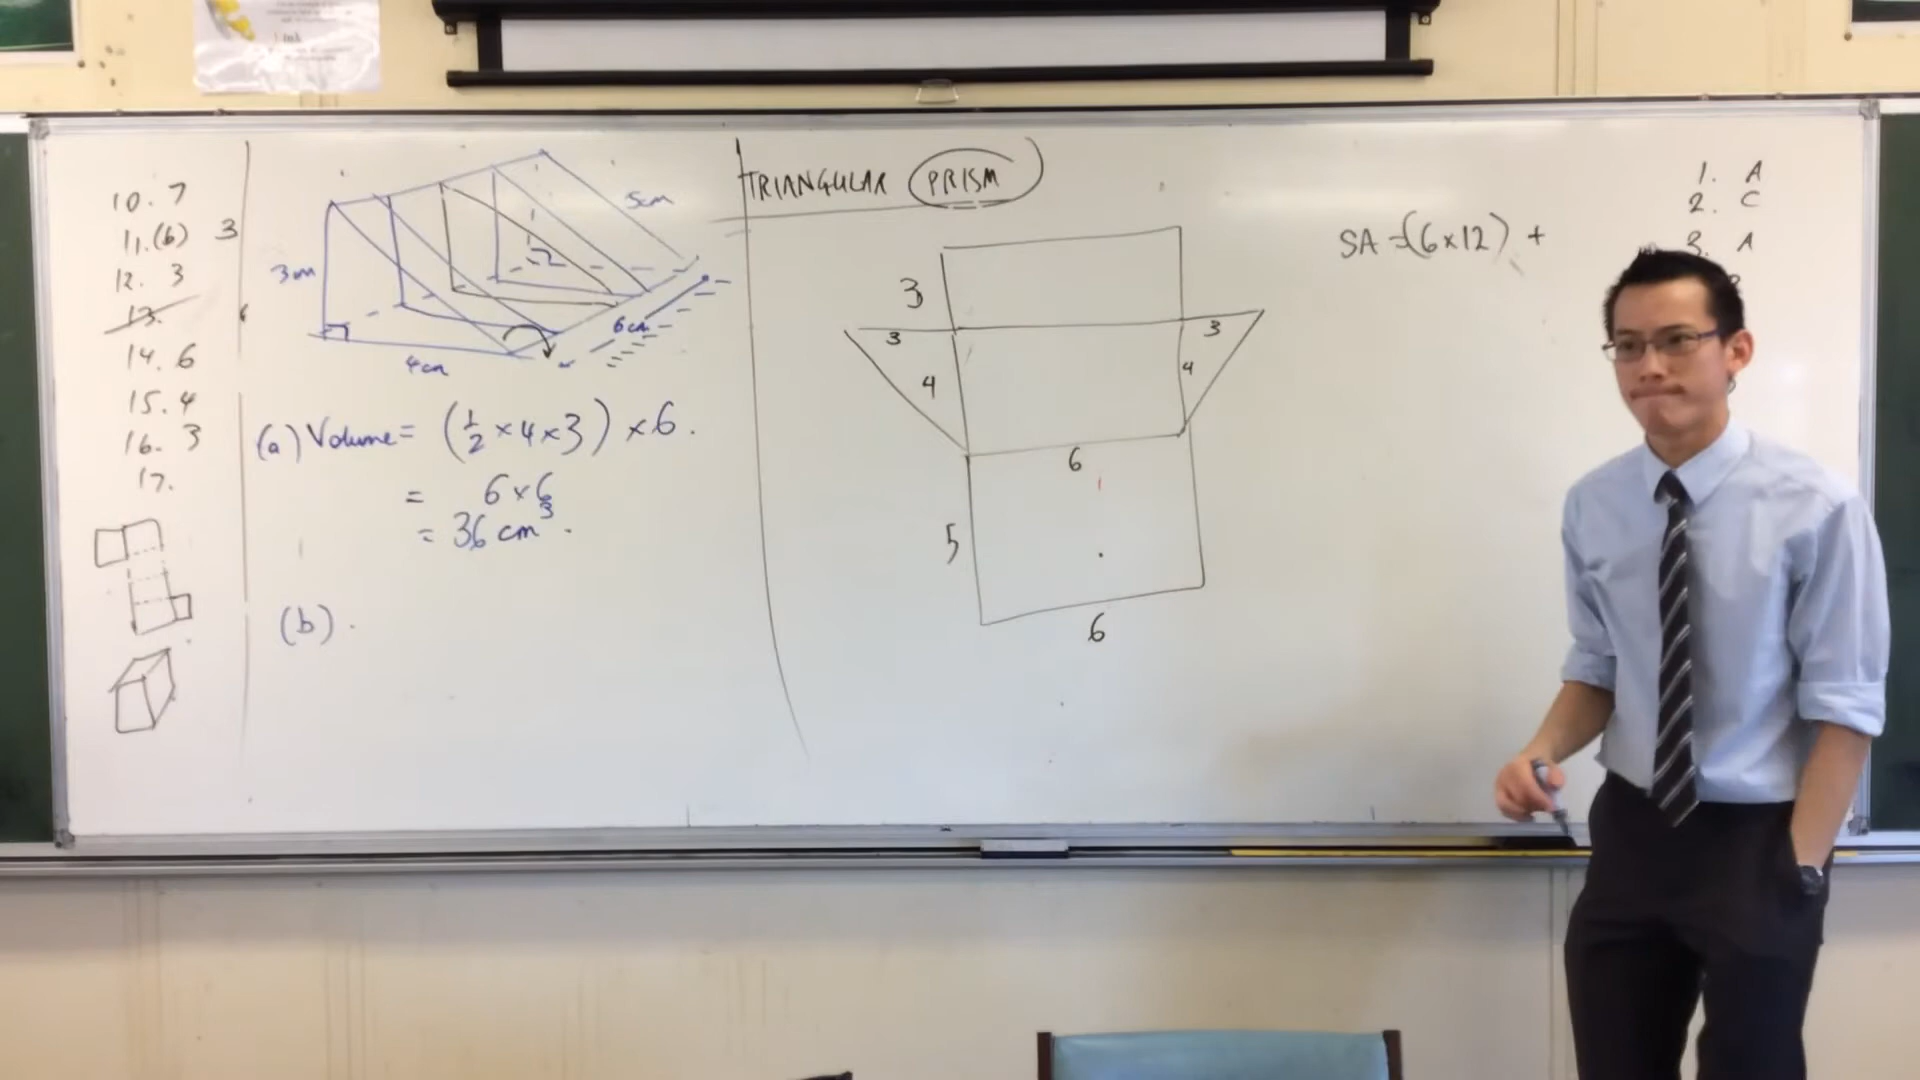 10. 7
11.(b) 3
12. 3
13.
14. 6
15. 4
16. 3
17.
3cm
4cm
5cm
6cm
(a) Volume = (1/2 × 4 × 3) × 6.
= 6 × 6
= 36 cm³.
(b).
TRIANGULAR PRISM
3
3
3
4
4
6
5
6
SA = (6×12) +
1. A
2. C
3. A